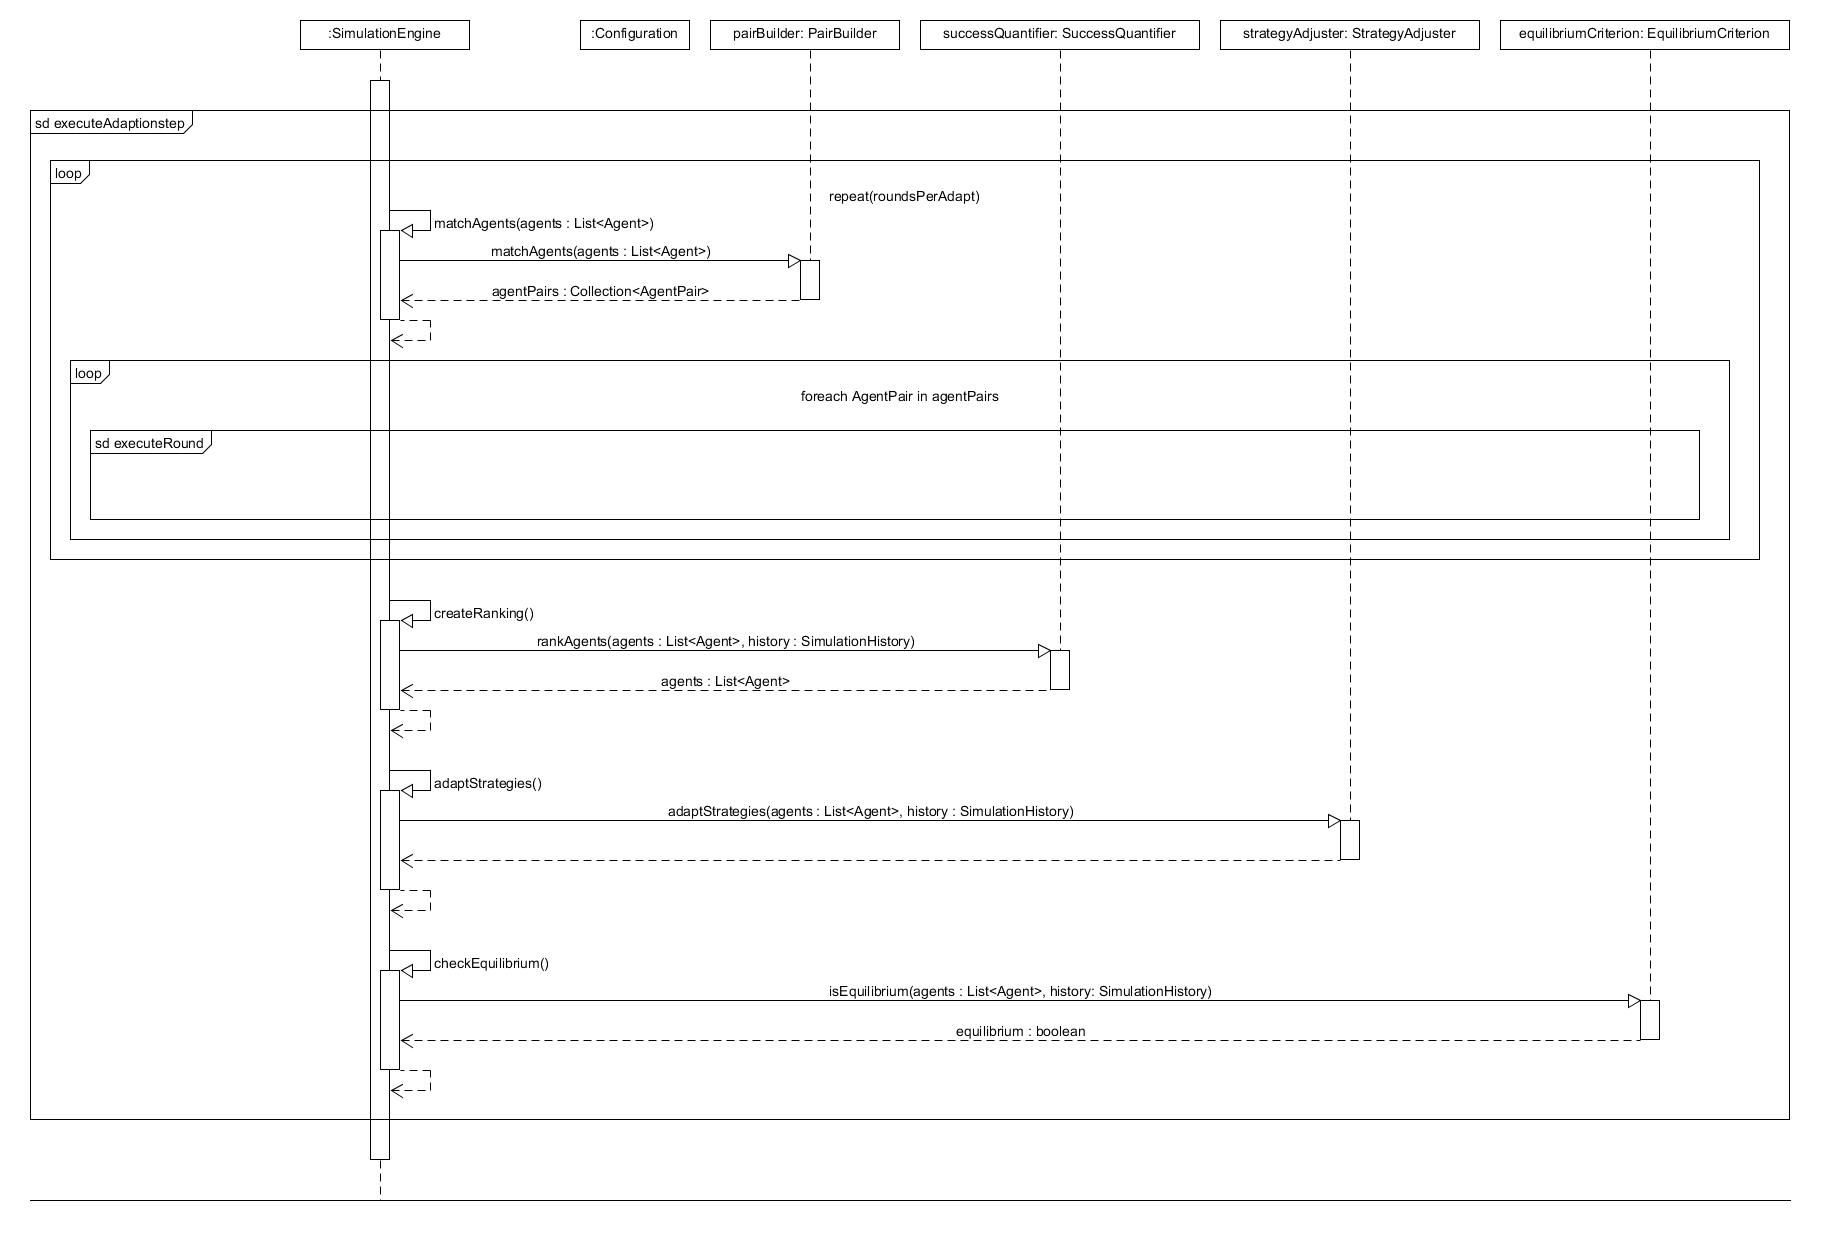 :SimulationEngine
:Configuration
pairBuilder: PairBuilder
successQuantifier: SuccessQuantifier
strategyAdjuster: StrategyAdjuster
equilibriumCriterion: EquilibriumCriterion
sd executeAdaptionstep
loop
repeat(roundsPerAdapt)
matchAgents(agents : List<Agent>)
matchAgents(agents : List<Agent>)
agentPairs : Collection<AgentPair>
loop
foreach AgentPair in agentPairs
sd executeRound
createRanking()
rankAgents(agents : List<Agent>, history : SimulationHistory)
agents : List<Agent>
adaptStrategies()
adaptStrategies(agents : List<Agent>, history : SimulationHistory)
checkEquilibrium()
isEquilibrium(agents : List<Agent>, history: SimulationHistory)
equilibrium : boolean